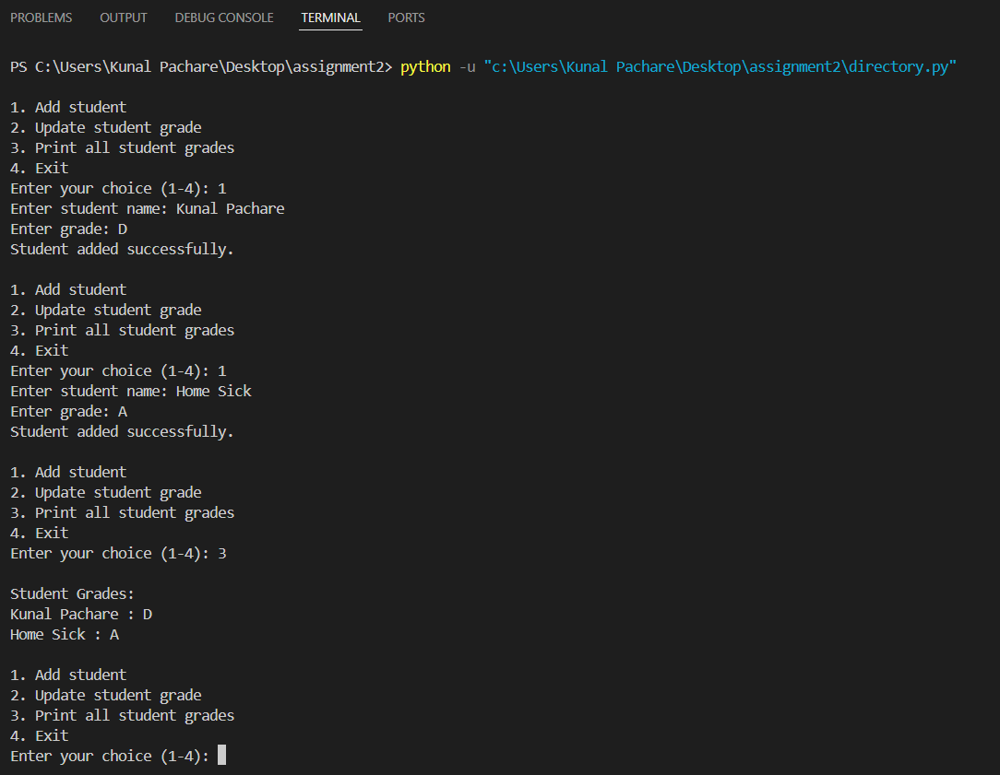 PROBLEMS OUTPUT DEBUG CONSOLE TERMINAL PORTS
PS C:\Users\Kunal Pachare\Desktop\assignment2> python -u "c:\Users\Kunal Pachare\Desktop\assignment2\directory.py"
1. Add student
2. Update student grade
3. Print all student grades
4. Exit
Enter your choice (1-4): 1
Enter student name: Kunal Pachare
Enter grade: D
Student added successfully.
1. Add student
2. Update student grade
3. Print all student grades
4. Exit
Enter your choice (1-4): 1
Enter student name: Home Sick
Enter grade: A
Student added successfully.
1. Add student
2. Update student grade
3. Print all student grades
4. Exit
Enter your choice (1-4): 3
Student Grades:
Kunal Pachare : D
Home Sick : A
1. Add student
2. Update student grade
3. Print all student grades
4. Exit
Enter your choice (1-4):